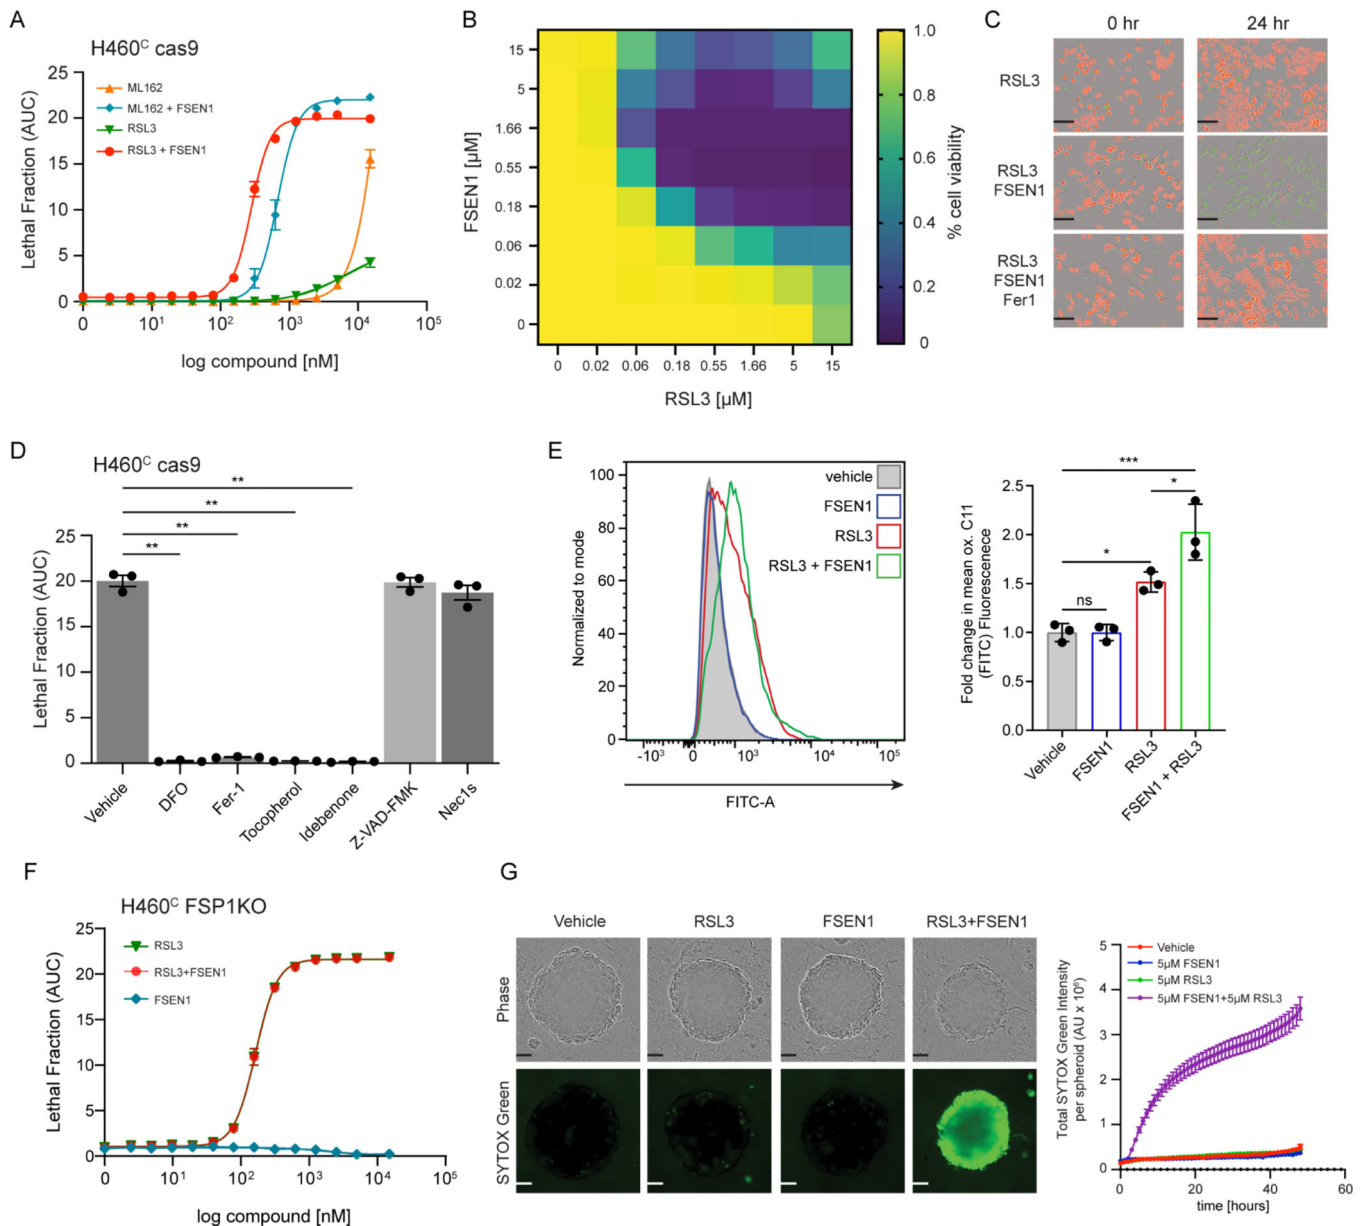 A
H460ᶜ cas9
Lethal Fraction (AUC)
25
20
15
10
5
0
ML162
ML162 + FSEN1
RSL3
RSL3 + FSEN1
0
10¹
10²
10³
10⁴
10⁵
log compound [nM]
B
FSEN1 [µM]
15
5
1.66
0.55
0.18
0.06
0.02
0
0
0.02
0.06
0.18
0.55
1.66
5
15
RSL3 [µM]
1.0
0.8
0.6
0.4
0.2
0
% cell viability
C
0 hr
24 hr
RSL3
RSL3
FSEN1
RSL3
FSEN1
Fer1
D
H460ᶜ cas9
**
**
**
**
Lethal Fraction (AUC)
25
20
15
10
5
0
Vehicle
DFO
Fer-1
Tocopherol
Idebenone
Z-VAD-FMK
Nec1s
E
Normalized to mode
100
80
60
40
20
0
vehicle
FSEN1
RSL3
RSL3 + FSEN1
-10³
0
10³
10⁴
10⁵
FITC-A
Fold change in mean ox. C11
(FITC) Fluoresenece
2.5
2.0
1.5
1.0
0.5
0.0
***
*
*
ns
Vehicle
FSEN1
RSL3
FSEN1 + RSL3
F
H460ᶜ FSP1KO
Lethal Fraction (AUC)
25
20
15
10
5
0
RSL3
RSL3+FSEN1
FSEN1
0
10¹
10²
10³
10⁴
10⁵
log compound [nM]
G
Vehicle
RSL3
FSEN1
RSL3+FSEN1
Phase
SYTOX Green
Total SYTOX Green Intensity
per spheroid (AU x 10⁶)
5
4
3
2
1
0
Vehicle
5µM FSEN1
5µM RSL3
5µM FSEN1+5µM RSL3
0
20
40
60
time [hours]